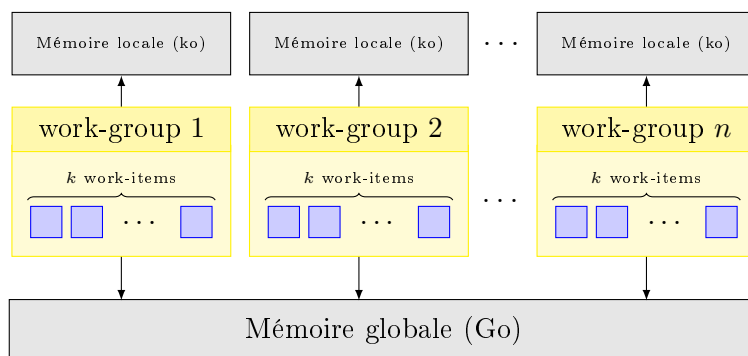 Mémoire locale (ko) Mémoire locale (ko) ··· Mémoire locale (ko)
work-group 1 work-group 2 work-group n
k work-items k work-items k work-items
··· ··· ··· ···
Mémoire globale (Go)